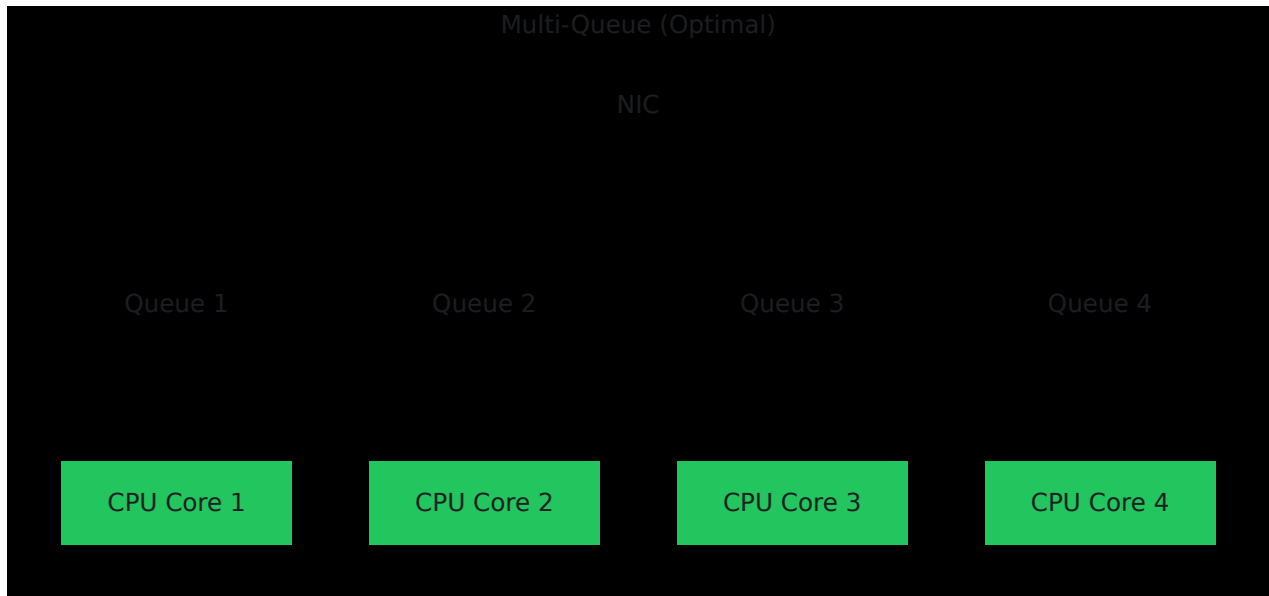 Multi-Queue (Optimal)
NIC
Queue 1
Queue 2
Queue 3
Queue 4
CPU Core 1
CPU Core 2
CPU Core 3
CPU Core 4